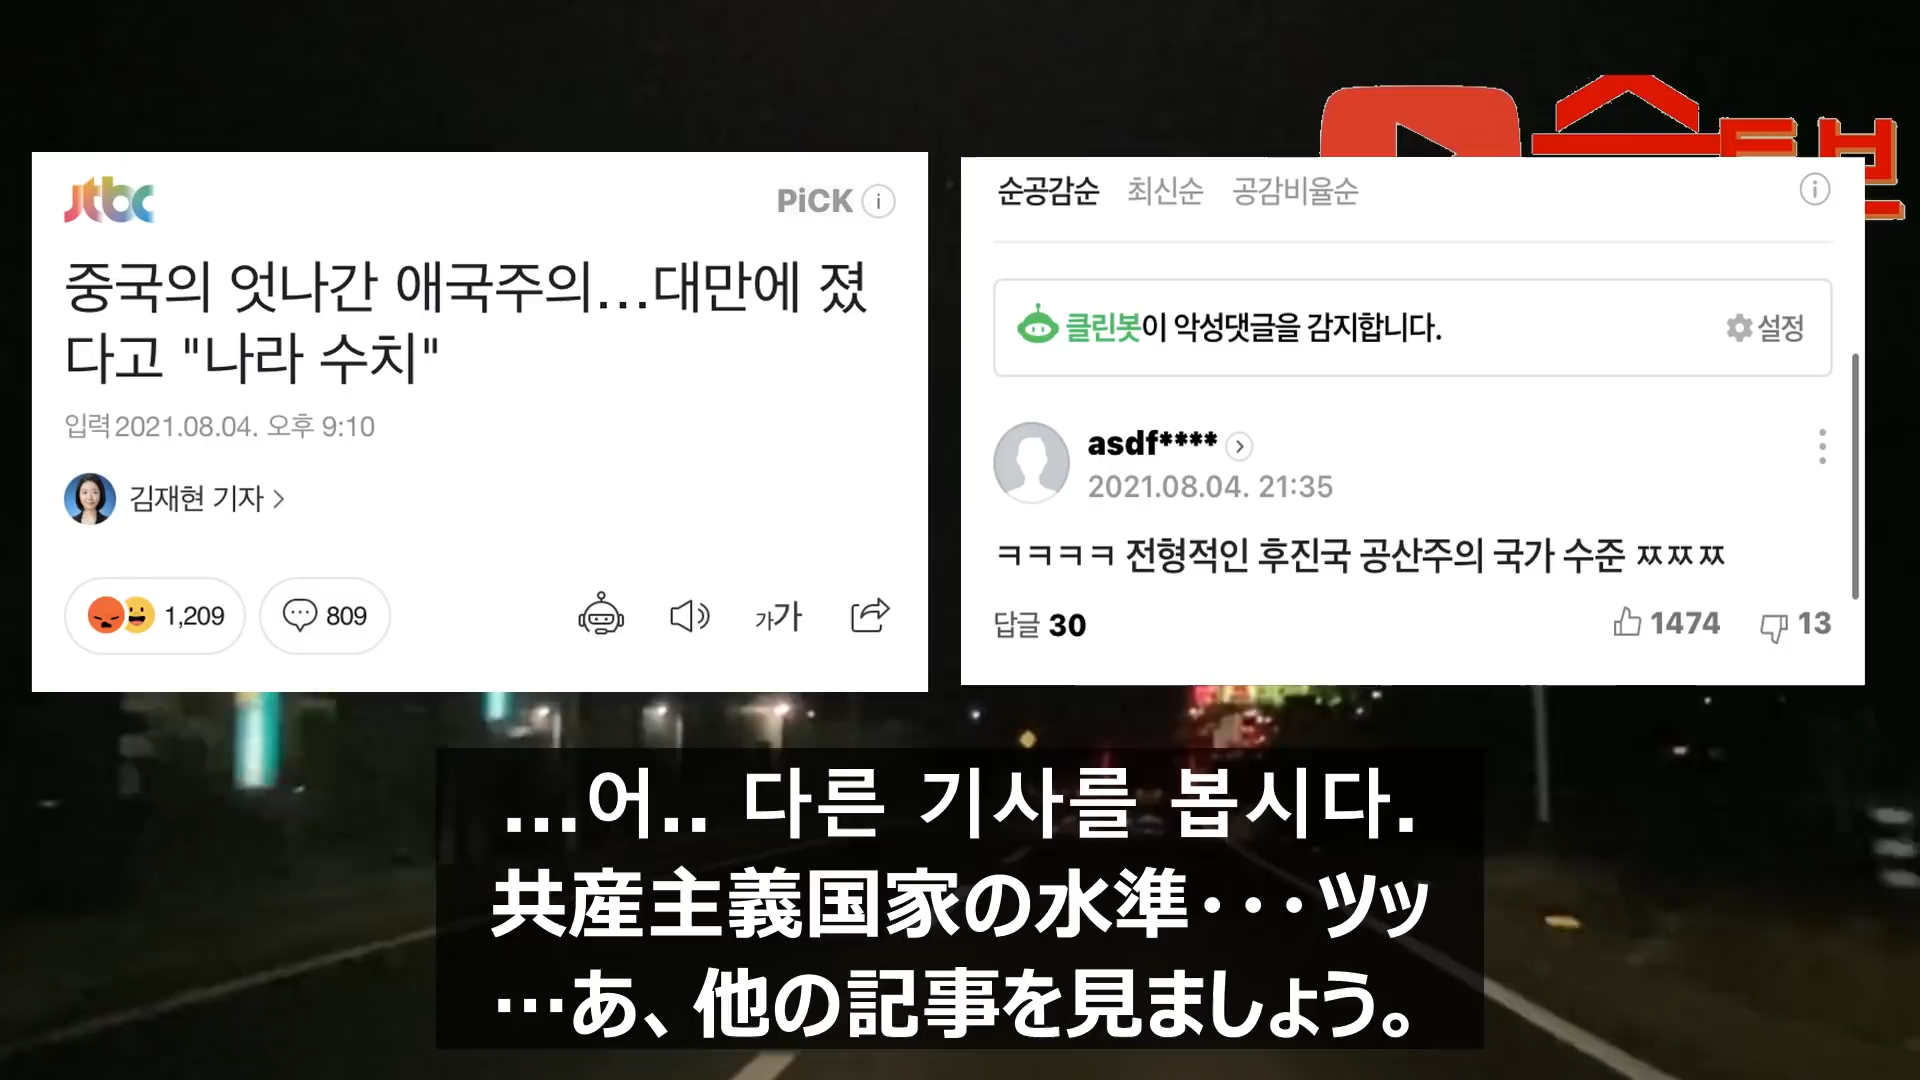 슈튜브
jtbc
PiCK
중국의 엇나간 애국주의...대만에 졌
다고 "나라 수치"
입력 2021.08.04. 오후 9:10
김재현 기자
1,209
809
가가
순공감순 최신순 공감비율순
클린봇이 악성댓글을 감지합니다.
설정
asdf****
2021.08.04. 21:35
ㅋㅋㅋㅋ 전형적인 후진국 공산주의 국가 수준 ㅉㅉㅉ
답글 30
1474
13
...어.. 다른 기사를 봅시다.
共産主義国家の水準･･･ﾂｯ
…あ、他の記事を見ましょう。